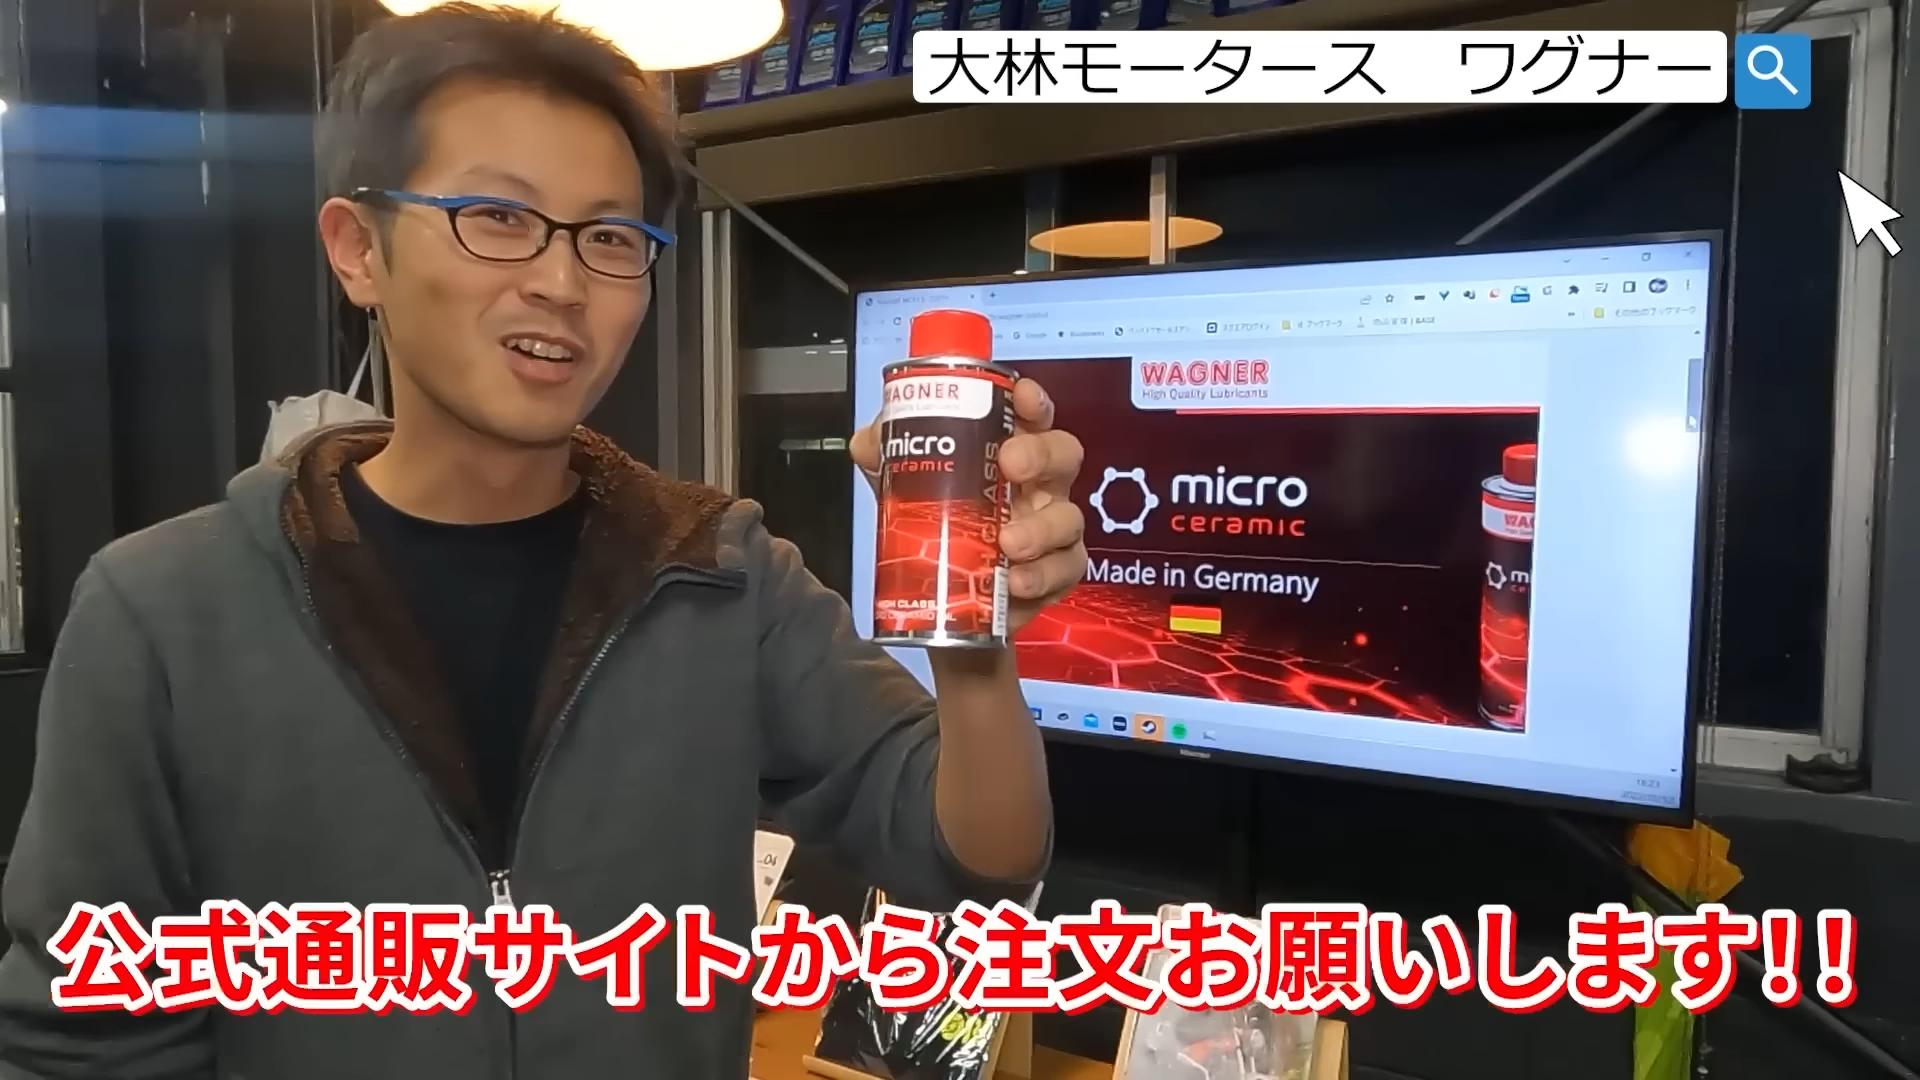 大林モータース ワグナー
WAGNER
High Quality Lubricants
micro
ceramic
Made in Germany
WAGNER
micro
ceramic
HIGH CLASS
公式通販サイトから注文お願いします!!